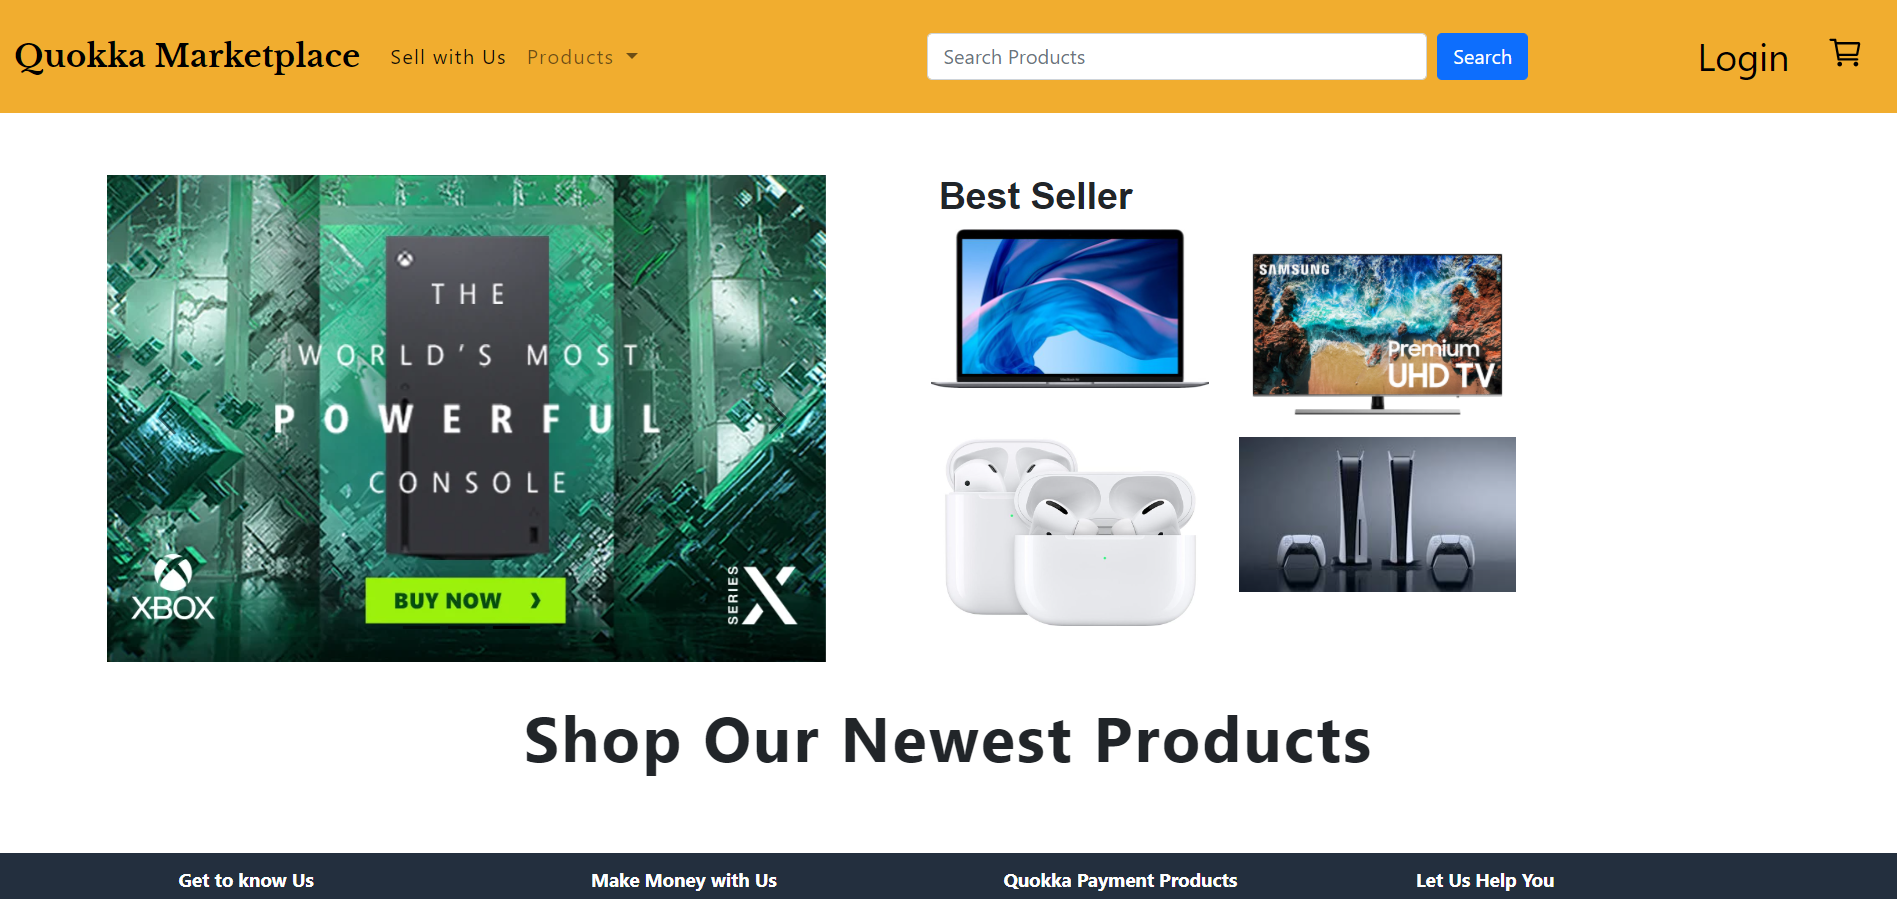 Quokka Marketplace
Sell with Us
Products
Search Products
Search
Login
THE
WORLD'S MOST
POWERFUL
CONSOLE
XBOX
BUY NOW
SERIES X
Best Seller
SAMSUNG
Premium
UHD TV
Shop Our Newest Products
Get to know Us
Make Money with Us
Quokka Payment Products
Let Us Help You